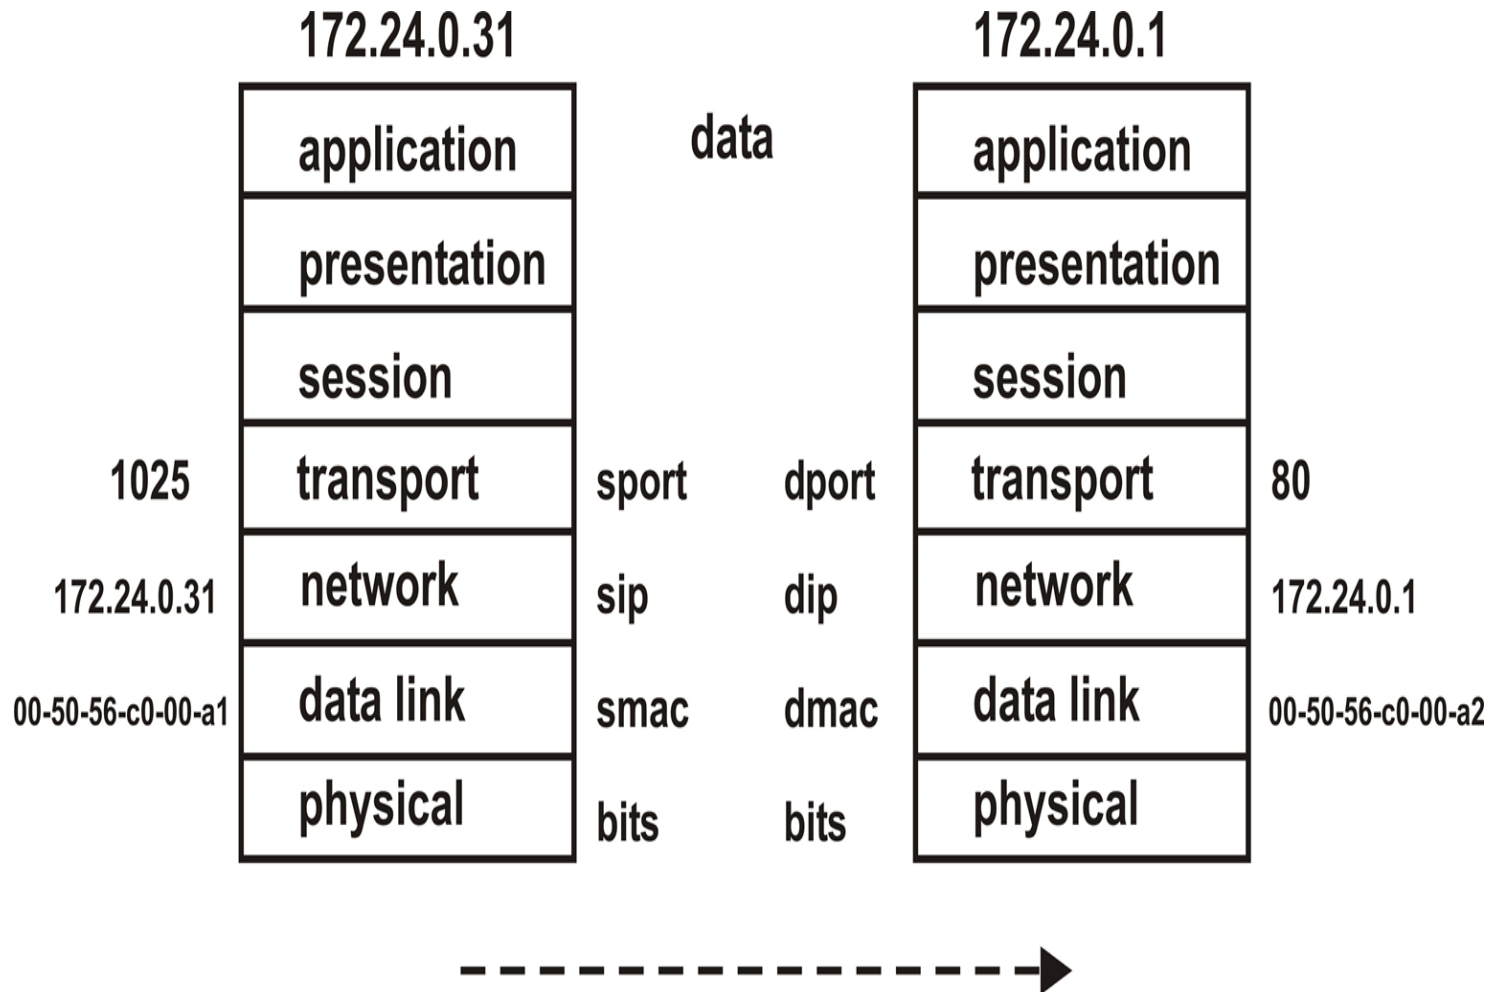 172.24.0.31 172.24.0.1
application data application
presentation presentation
session session
1025 transport sport dport transport 80
172.24.0.31 network sip dip network 172.24.0.1
00-50-56-c0-00-a1 data link smac dmac data link 00-50-56-c0-00-a2
physical bits bits physical